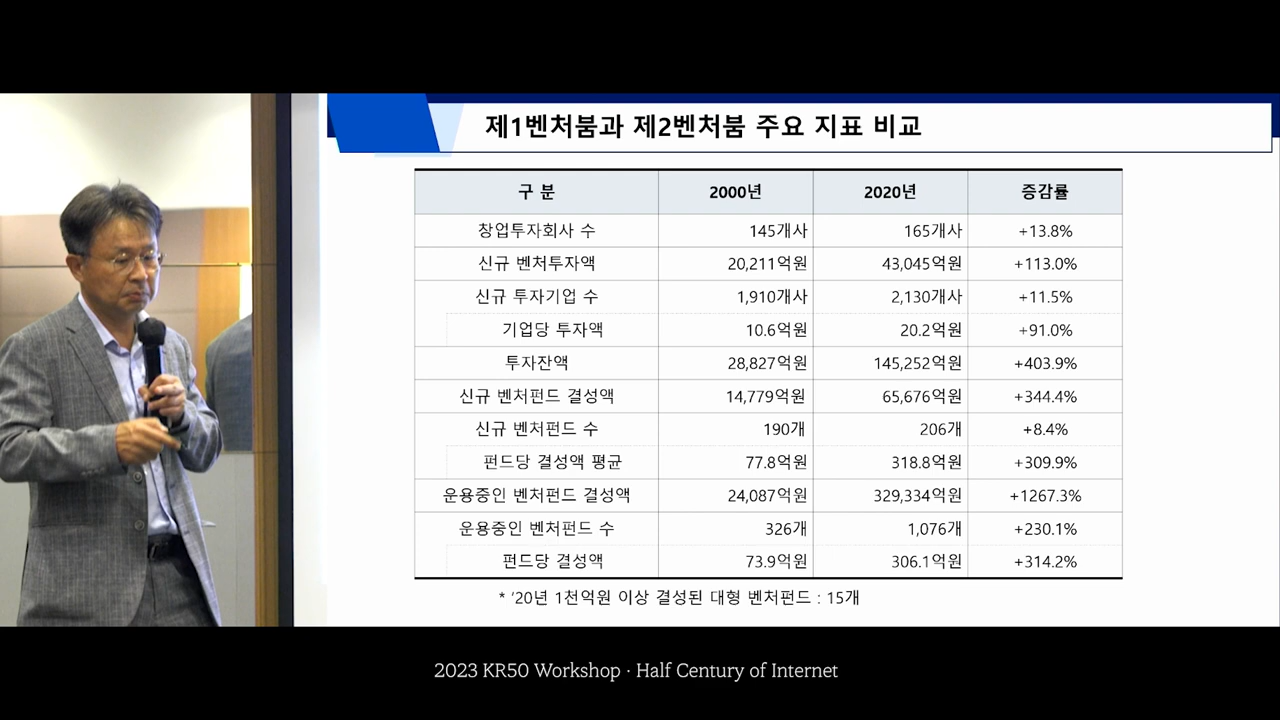 제1벤처붐과 제2벤처붐 주요 지표 비교
구 분 2000년 2020년 증감률
창업투자회사 수 145개사 165개사 +13.8%
신규 벤처투자액 20,211억원 43,045억원 +113.0%
신규 투자기업 수 1,910개사 2,130개사 +11.5%
기업당 투자액 10.6억원 20.2억원 +91.0%
투자잔액 28,827억원 145,252억원 +403.9%
신규 벤처펀드 결성액 14,779억원 65,676억원 +344.4%
신규 벤처펀드 수 190개 206개 +8.4%
펀드당 결성액 평균 77.8억원 318.8억원 +309.9%
운용중인 벤처펀드 결성액 24,087억원 329,334억원 +1267.3%
운용중인 벤처펀드 수 326개 1,076개 +230.1%
펀드당 결성액 73.9억원 306.1억원 +314.2%
* ’20년 1천억원 이상 결성된 대형 벤처펀드 : 15개
2023 KR50 Workshop · Half Century of Internet